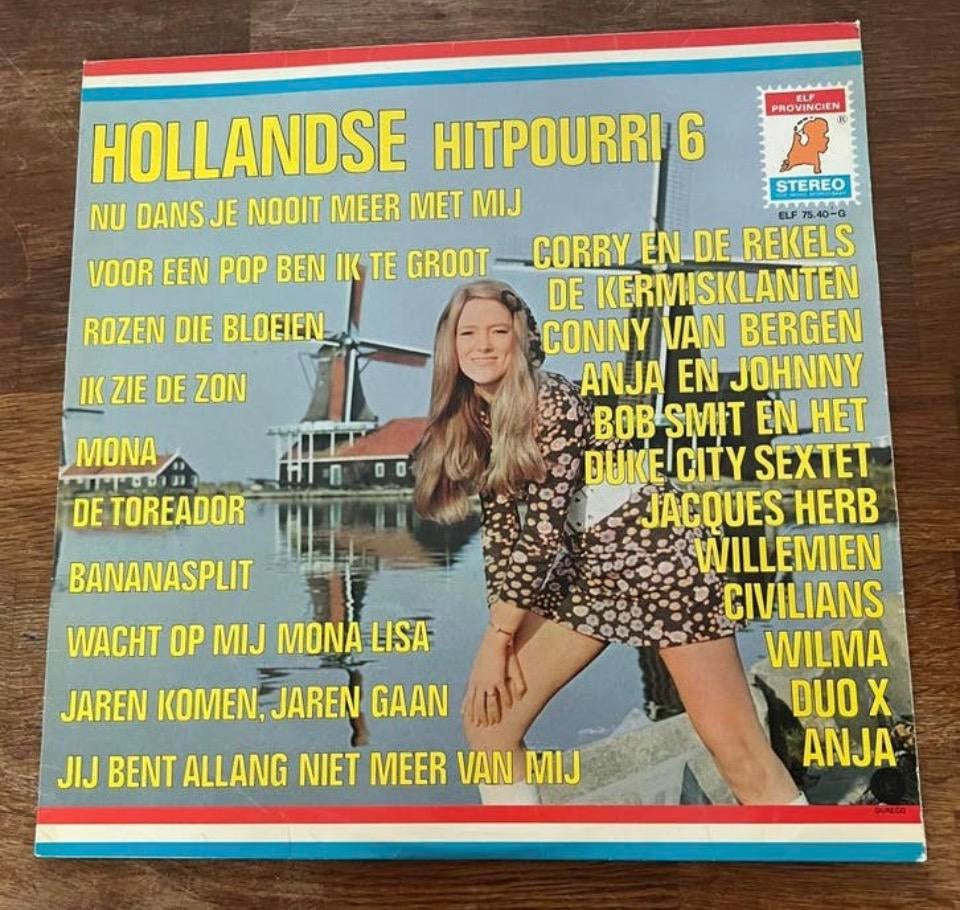 HOLLANDSE HITPOURRI 6
ELF
PROVINCIEN
®
STEREO
ELF 75.40-G
NU DANS JE NOOIT MEER MET MIJ
VOOR EEN POP BEN IK TE GROOT
ROZEN DIE BLOEIEN
IK ZIE DE ZON
MONA
DE TOREADOR
BANANASPLIT
WACHT OP MIJ MONA LISA
JAREN KOMEN, JAREN GAAN
JIJ BENT ALLANG NIET MEER VAN MIJ
CORRY EN DE REKELS
DE KERMISKLANTEN
CONNY VAN BERGEN
ANJA EN JOHNNY
BOB SMIT EN HET
DUKE CITY SEXTET
JACQUES HERB
WILLEMIEN
CIVILIANS
WILMA
DUO X
ANJA
DURECO